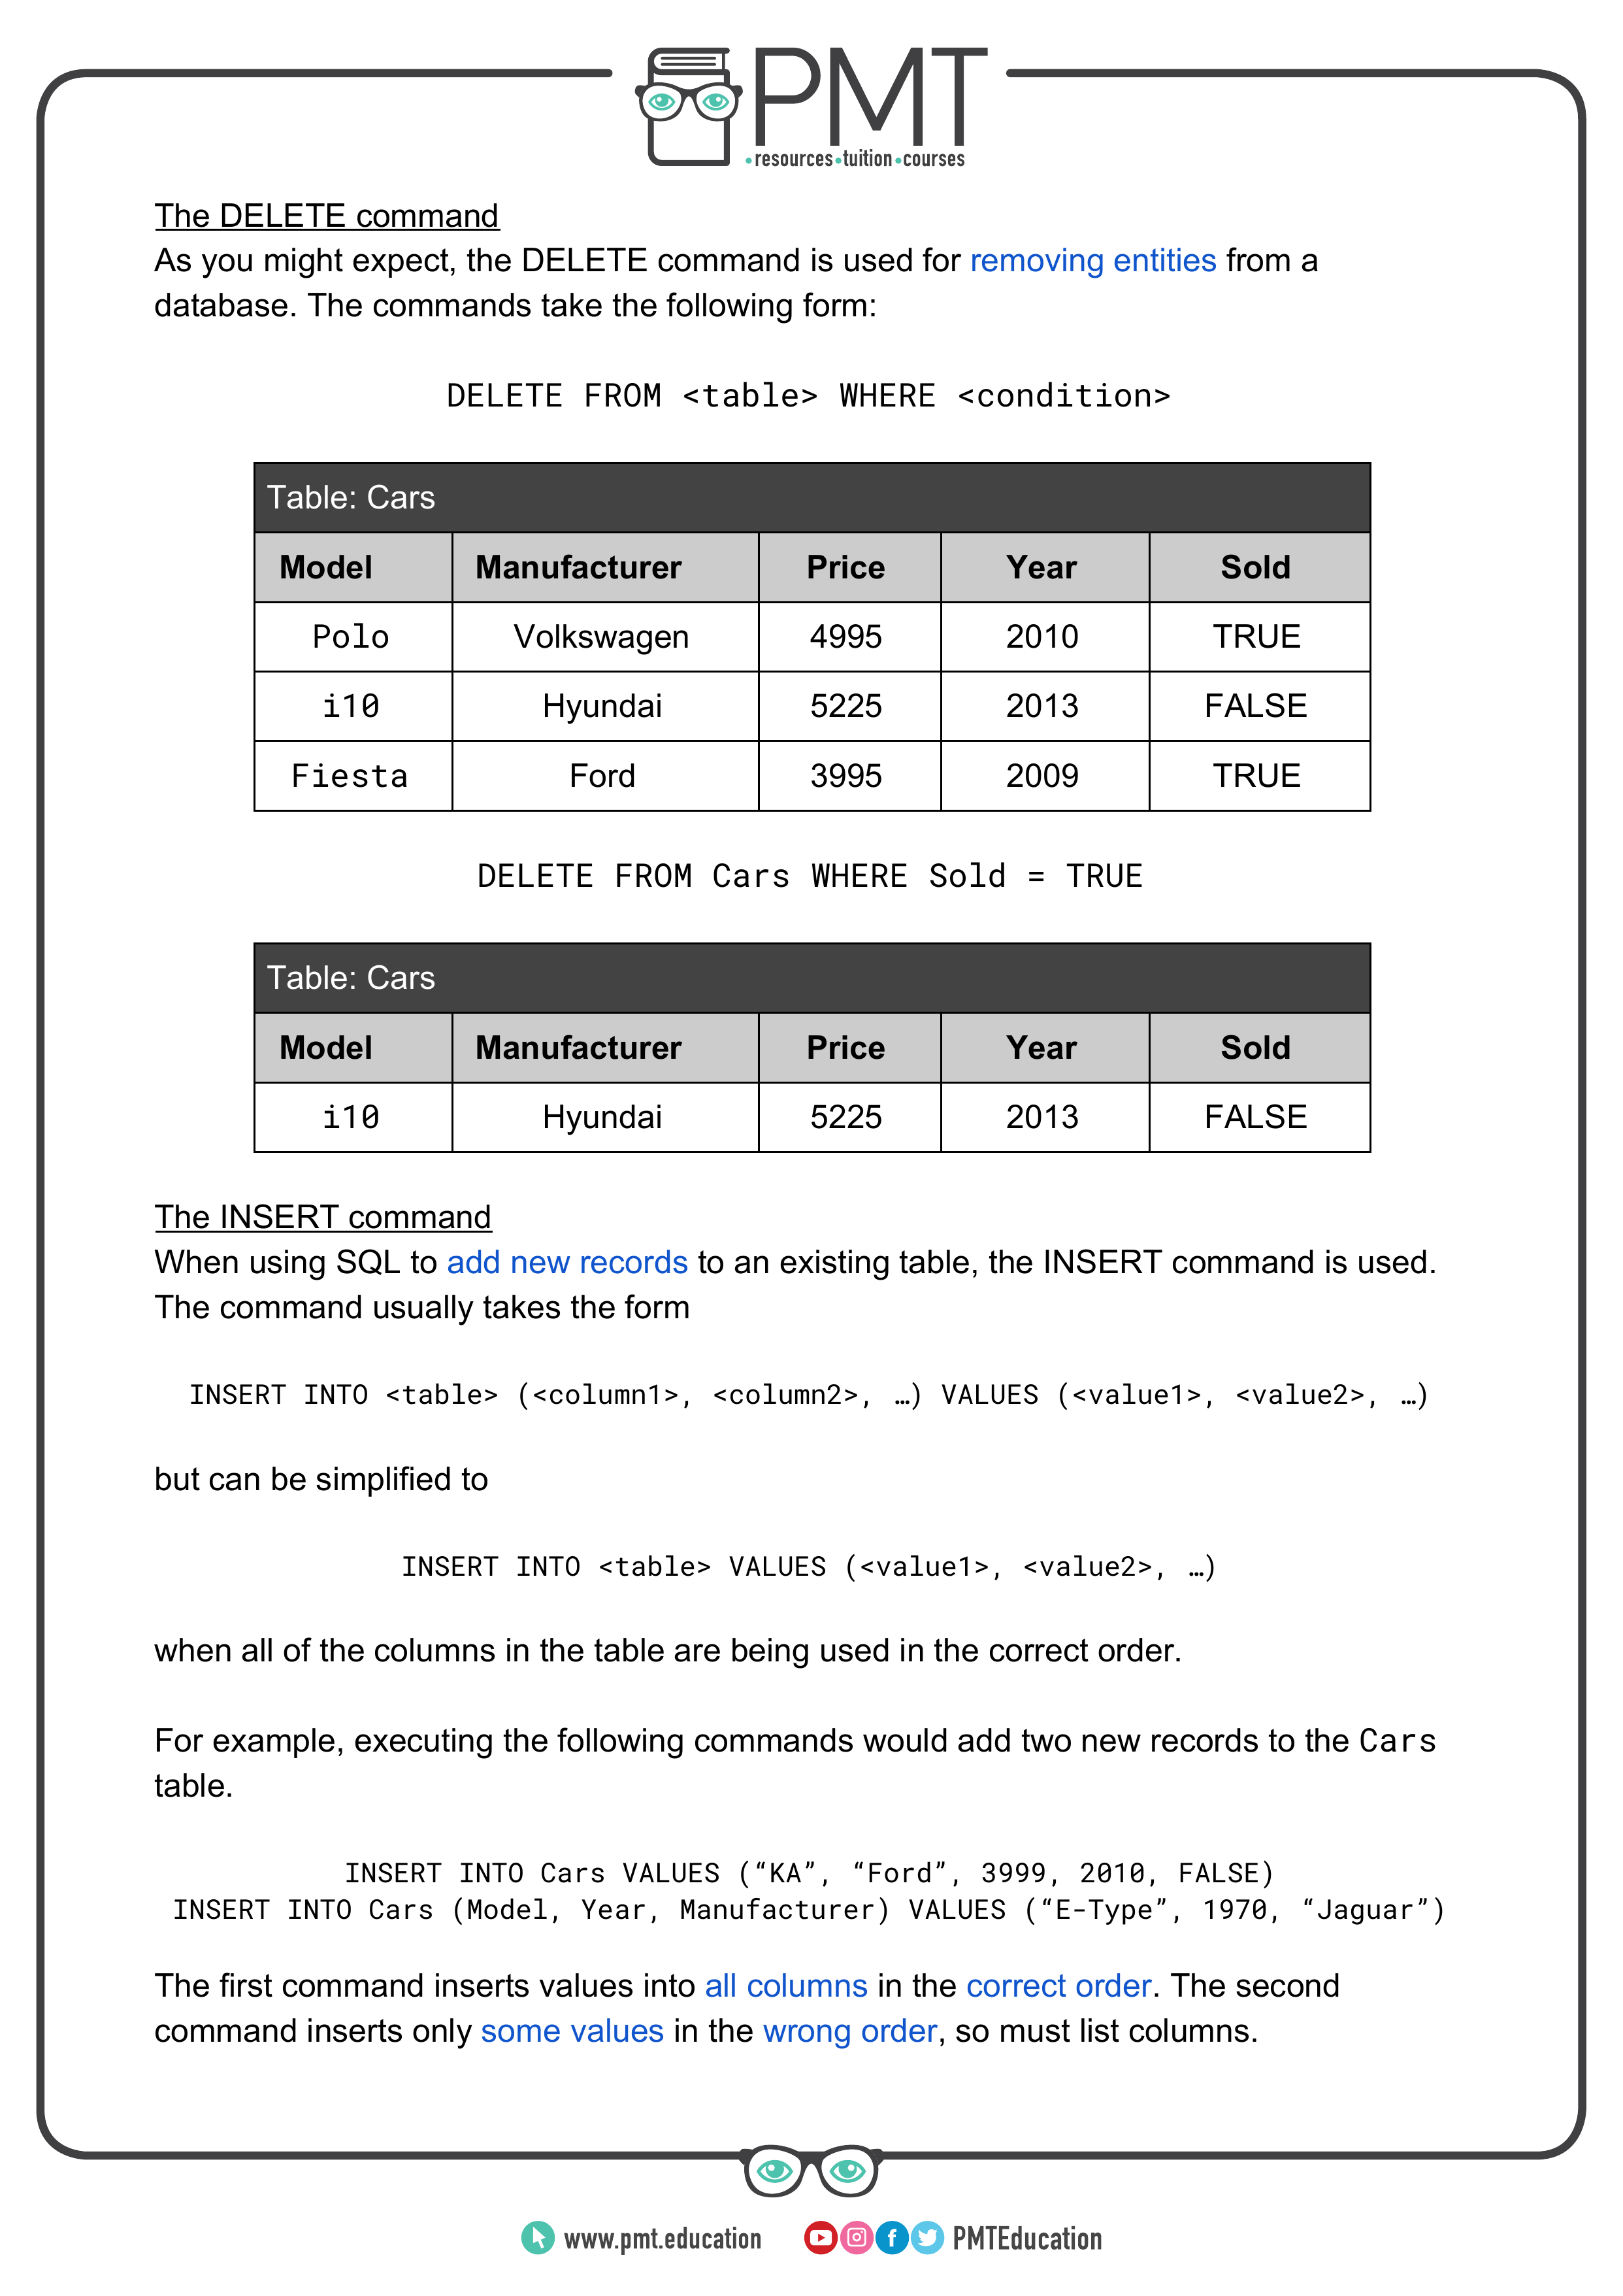 PMT
•resources•tuition•courses
The DELETE command
As you might expect, the DELETE command is used for removing entities from a
database. The commands take the following form:
DELETE FROM <table> WHERE <condition>
Table: Cars
Model Manufacturer Price Year Sold
Polo Volkswagen 4995 2010 TRUE
i10 Hyundai 5225 2013 FALSE
Fiesta Ford 3995 2009 TRUE
DELETE FROM Cars WHERE Sold = TRUE
Table: Cars
Model Manufacturer Price Year Sold
i10 Hyundai 5225 2013 FALSE
The INSERT command
When using SQL to add new records to an existing table, the INSERT command is used.
The command usually takes the form
INSERT INTO <table> (<column1>, <column2>, …) VALUES (<value1>, <value2>, …)
but can be simplified to
INSERT INTO <table> VALUES (<value1>, <value2>, …)
when all of the columns in the table are being used in the correct order.
For example, executing the following commands would add two new records to the Cars
table.
INSERT INTO Cars VALUES (“KA”, “Ford”, 3999, 2010, FALSE)
INSERT INTO Cars (Model, Year, Manufacturer) VALUES (“E-Type”, 1970, “Jaguar”)
The first command inserts values into all columns in the correct order. The second
command inserts only some values in the wrong order, so must list columns.
www.pmt.education PMTEducation